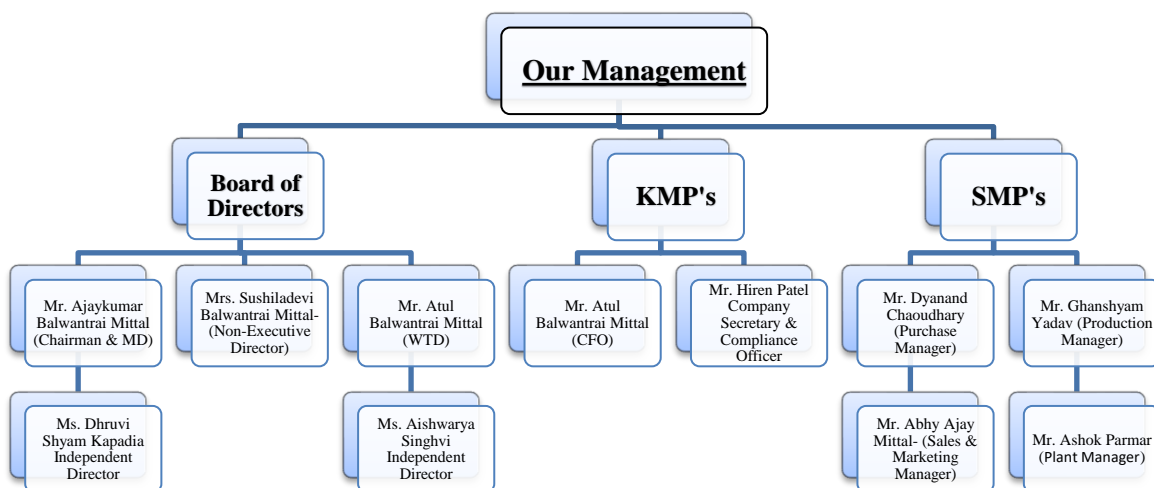 Our Management
Board of
Directors
KMP's
SMP's
Mr. Ajaykumar
Balwantrai Mittal
(Chairman & MD)
Mrs. Sushiladevi
Balwantrai Mittal-
(Non-Executive
Director)
Mr. Atul
Balwantrai Mittal
(WTD)
Mr. Atul
Balwantrai Mittal
(CFO)
Mr. Hiren Patel
Company
Secretary &
Compliance
Officer
Mr. Dyanand
Chaoudhary
(Purchase
Manager)
Mr. Ghanshyam
Yadav (Production
Manager)
Ms. Dhruvi
Shyam Kapadia
Independent
Director
Ms. Aishwarya
Singhvi
Independent
Director
Mr. Abhy Ajay
Mittal- (Sales &
Marketing
Manager)
Mr. Ashok Parmar
(Plant Manager)